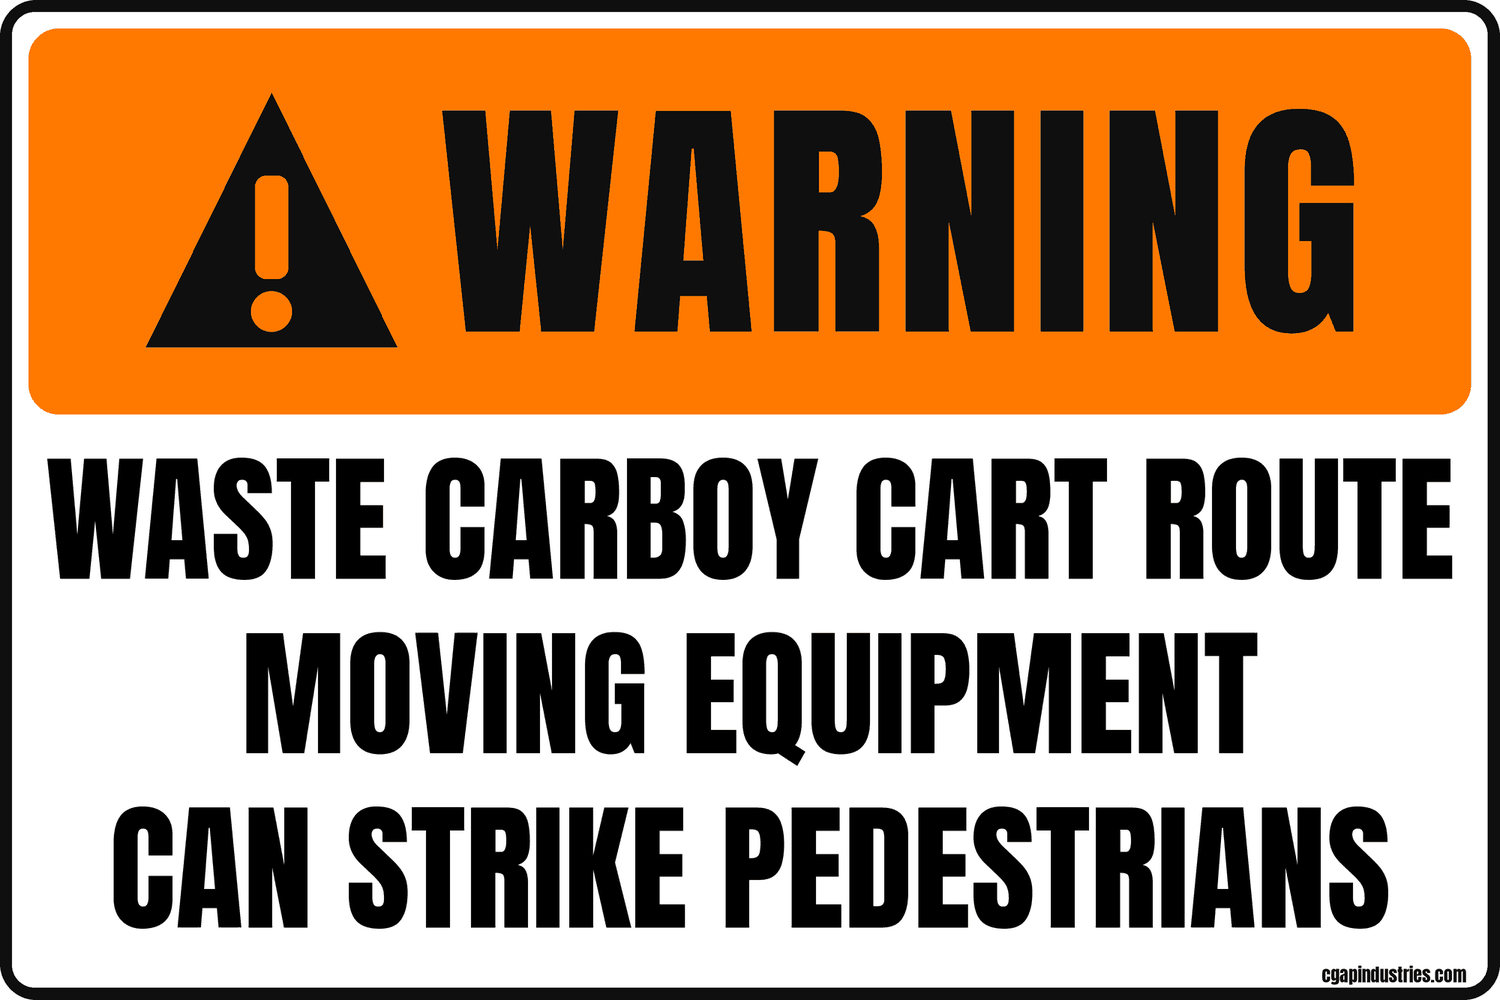 WARNING
WASTE CARBOY CART ROUTE
MOVING EQUIPMENT
CAN STRIKE PEDESTRIANS
cgapindustries.com